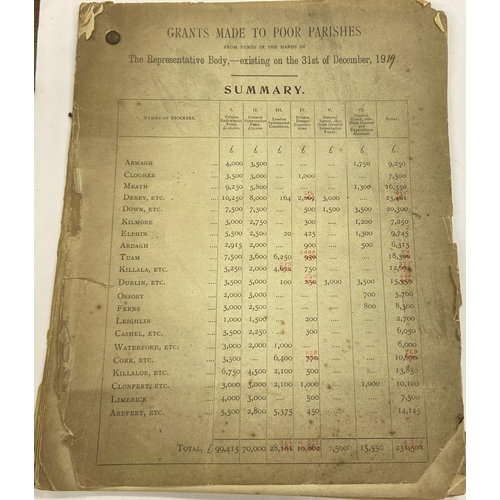 GRANTS MADE TO POOR PARISHES
FROM FUNDS IN THE HANDS OF
The Representative Body,—existing on the 31st of December, 1919.
SUMMARY.
NAMES OF DIOCESES. I. II. III. IV. V. VI. TOTAL.
£ £ £ £ £ £ £
ARMAGH .... 4,000 3,500 .... .... .... 1,750 9,250
CLOGHER .... 3,500 3,000 .... 1,000 .... .... 7,500
MEATH .... 9,250 5,800 .... .... .... 1,300 16,350
DERRY, ETC. .... 10,250 8,000 164 3,000 ....
DOWN, ETC. .... 7,500 7,300 .... 500 1,500 3,500 20,300
KILMORE .... 3,000 2,750 .... 300 .... 1,200 7,250
ELPHIN .... 5,500 2,500 20 425 .... 1,300 9,745
ARDAGH .... 2,915 2,000 .... 900 .... 500 6,315
TUAM .... 7,500 3,600 6,250 .... ....
KILLALA, ETC. .... 5,250 2,000 750 .... ....
DUBLIN, ETC. .... 3,500 5,000 100 3,000 3,500
OSSORY .... 2,000 3,000 .... .... .... 700 5,700
FERNS .... 5,000 2,500 .... .... .... 800 8,300
LEIGHLIN .... 1,000 1,500 .... 200 .... .... 2,700
CASHEL, ETC. .... 3,500 2,250 .... 300 .... .... 6,050
WATERFORD, ETC. .... 3,000 2,000 1,000 .... .... .... 6,000
CORK, ETC. .... 3,500 .... 6,400 .... ....
KILLALOE, ETC. .... 6,750 4,500 2,100 500 .... .... 13,850
CLONFERT, ETC. .... 3,000 3,000 2,100 1,000 .... 1,000 10,100
LIMERICK .... 4,000 3,000 .... 500 .... .... 7,500
ARDFERT, ETC. .... 5,500 2,800 5,375 450 .... .... 14,125
TOTAL, £ 99,415 70,000 7,500 15,550